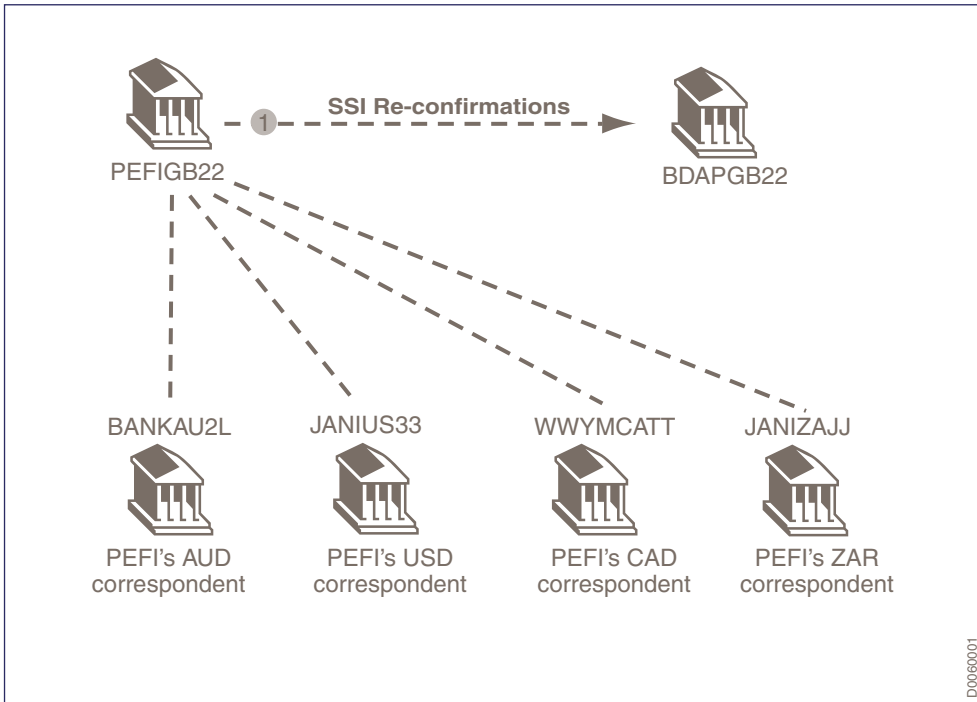 SSI Re-confirmations
1
PEFIGB22
BDAPGB22
BANKAU2L
JANIUS33
WWYMCATT
JANIZAJJ
PEFI's AUD
correspondent
PEFI's USD
correspondent
PEFI's CAD
correspondent
PEFI's ZAR
correspondent
D0060001